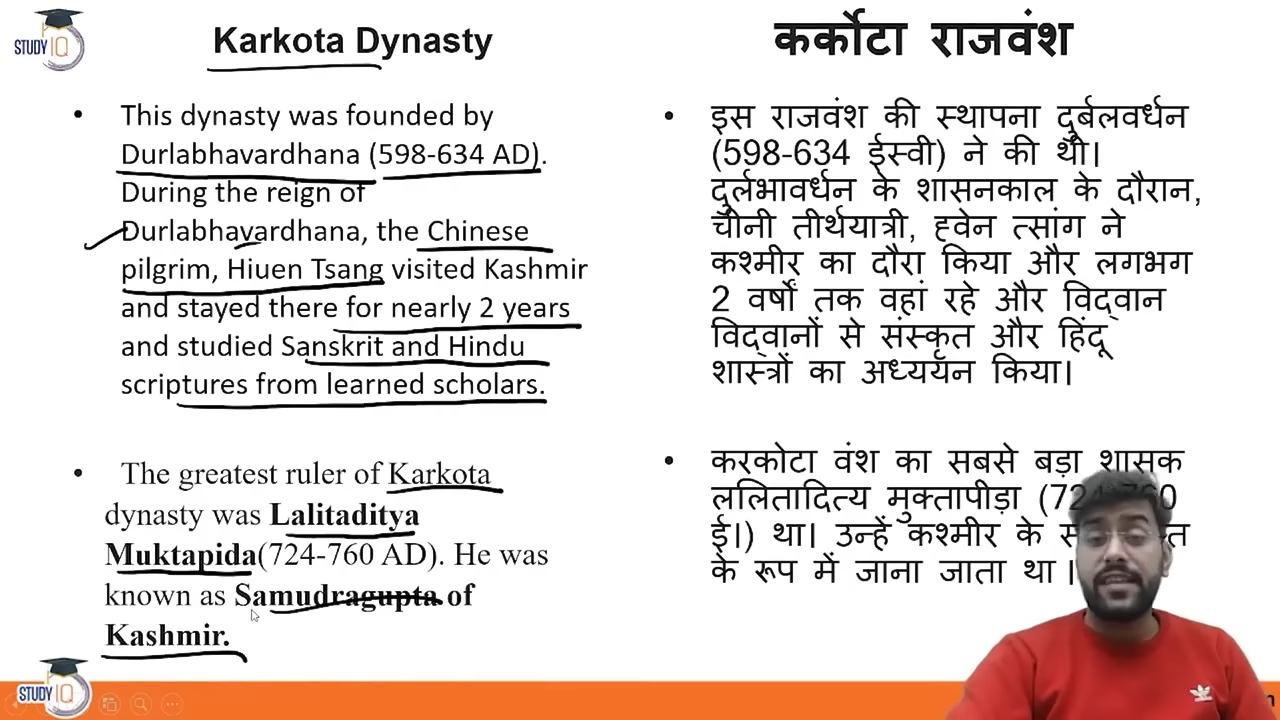 STUDY IQ
Karkota Dynasty
• This dynasty was founded by
Durlabhavardhana (598-634 AD).
During the reign of
Durlabhavardhana, the Chinese
pilgrim, Hiuen Tsang visited Kashmir
and stayed there for nearly 2 years
and studied Sanskrit and Hindu
scriptures from learned scholars.
• The greatest ruler of Karkota
dynasty was Lalitaditya
Muktapida(724-760 AD). He was
known as Samudragupta of
Kashmir.
कर्कोटा राजवंश
• इस राजवंश की स्थापना दुर्बलवर्धन
(598-634 ईस्वी) ने की थी।
दुर्लभावर्धन के शासनकाल के दौरान,
चीनी तीर्थयात्री, ह्वेन त्सांग ने
कश्मीर का दौरा किया और लगभग
2 वर्षों तक वहां रहे और विद्वान
विद्वानों से संस्कृत और हिंदू
शास्त्रों का अध्ययन किया।
• करकोटा वंश का सबसे बड़ा शासक
ललितादित्य मुक्तापीड़ा (724-760
ई।) था। उन्हें कश्मीर के
के रूप में जाना जाता था।
STUDY IQ